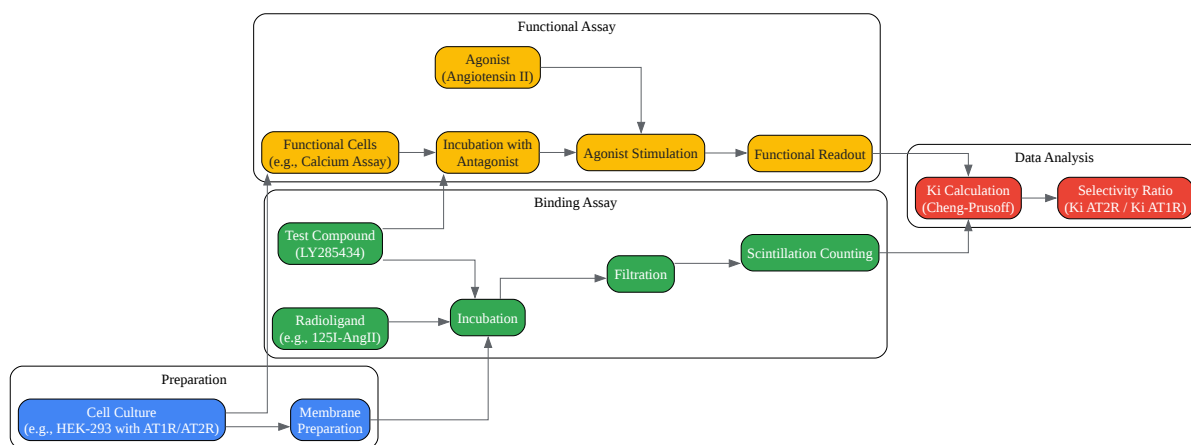 Functional Assay
Agonist
(Angiotensin II)
Functional Cells
(e.g., Calcium Assay)
Incubation with
Antagonist
Agonist Stimulation
Functional Readout
Data Analysis
Ki Calculation
(Cheng-Prusoff)
Selectivity Ratio
(Ki AT2R / Ki AT1R)
Binding Assay
Test Compound
(LY285434)
Scintillation Counting
Filtration
Radioligand
(e.g., 125I-AngII)
Incubation
Preparation
Cell Culture
(e.g., HEK-293 with AT1R/AT2R)
Membrane
Preparation